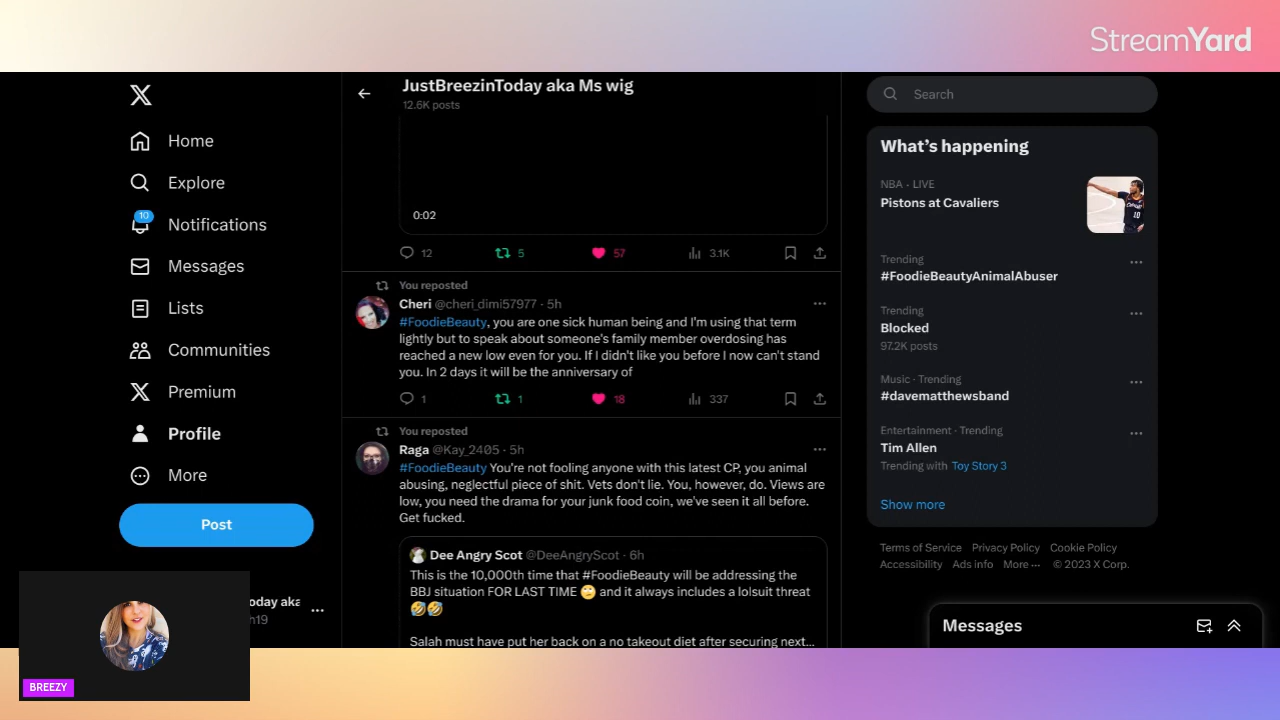 StreamYard
X
Home
Explore
10
Notifications
Messages
Lists
Communities
Premium
Profile
More
Post
oday aka
h19
BREEZY
JustBreezinToday aka Ms wig
12.6K posts
0:02
12 5 57 3.1K
You reposted
Cheri @cheri_dimi57977 · 5h
#FoodieBeauty, you are one sick human being and I'm using that term
lightly but to speak about someone's family member overdosing has
reached a new low even for you. If I didn't like you before I now can't stand
you. In 2 days it will be the anniversary of
1 1 18 337
You reposted
Raga @Kay_2405 · 5h
#FoodieBeauty You're not fooling anyone with this latest CP, you animal
abusing, neglectful piece of shit. Vets don't lie. You, however, do. Views are
low, you need the drama for your junk food coin, we've seen it all before.
Get fucked.
Dee Angry Scot @DeeAngryScot · 6h
This is the 10,000th time that #FoodieBeauty will be addressing the
BBJ situation FOR LAST TIME 🙄 and it always includes a lolsuit threat
🤣🤣
Salah must have put her back on a no takeout diet after securing next...
Search
What's happening
NBA · LIVE
Pistons at Cavaliers
Trending
#FoodieBeautyAnimalAbuser
Trending
Blocked
97.2K posts
Music · Trending
#davematthewsband
Entertainment · Trending
Tim Allen
Trending with Toy Story 3
Show more
Terms of Service Privacy Policy Cookie Policy
Accessibility Ads info More ··· © 2023 X Corp.
Messages